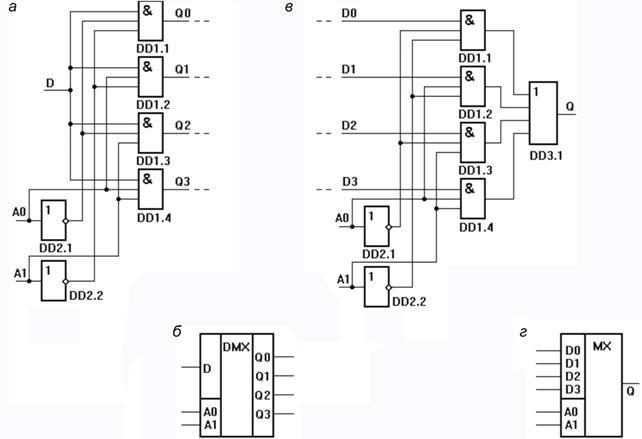 а
&
Q0
DD1.1
&
Q1
DD1.2
D
&
Q2
DD1.3
&
Q3
DD1.4
A0
1
DD2.1
A1
1
DD2.2
в
D0
&
DD1.1
D1
&
DD1.2
1
Q
DD3.1
D2
&
DD1.3
D3
&
DD1.4
A0
1
DD2.1
A1
1
DD2.2
б
DMX
D
Q0
Q1
Q2
Q3
A0
A1
г
MX
D0
D1
D2
D3
Q
A0
A1